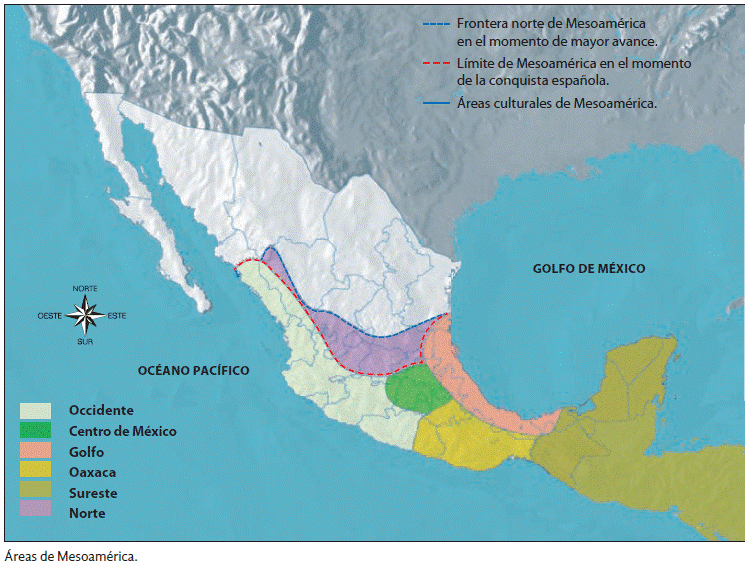 Frontera norte de Mesoamérica
en el momento de mayor avance.
Límite de Mesoamérica en el momento
de la conquista española.
Áreas culturales de Mesoamérica.
GOLFO DE MÉXICO
NORTE
OESTE
ESTE
SUR
OCÉANO PACÍFICO
Occidente
Centro de México
Golfo
Oaxaca
Sureste
Norte
Áreas de Mesoamérica.